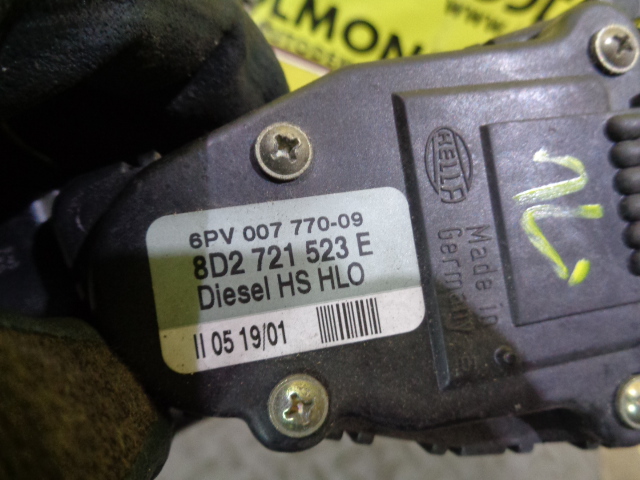 6PV 007 770-09
8D2 721 523 E
Diesel HS HLO
II 05 19/01
HELLA
Made in
Germany